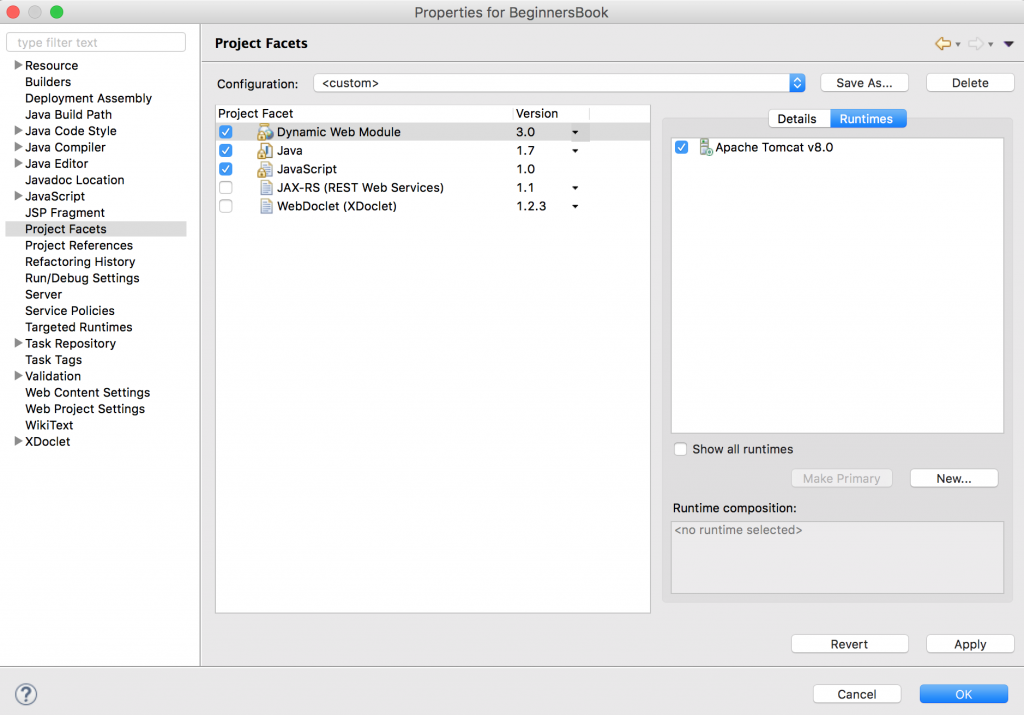 Properties for BeginnersBook
type filter text
Resource
Builders
Deployment Assembly
Java Build Path
Java Code Style
Java Compiler
Java Editor
Javadoc Location
JavaScript
JSP Fragment
Project Facets
Project References
Refactoring History
Run/Debug Settings
Server
Service Policies
Targeted Runtimes
Task Repository
Task Tags
Validation
Web Content Settings
Web Project Settings
WikiText
XDoclet
Project Facets
Configuration: <custom> Save As... Delete
Project Facet Version
Dynamic Web Module 3.0
Java 1.7
JavaScript 1.0
JAX-RS (REST Web Services) 1.1
WebDoclet (XDoclet) 1.2.3
Details Runtimes
Apache Tomcat v8.0
Show all runtimes
Make Primary New...
Runtime composition:
<no runtime selected>
Revert Apply
? Cancel OK